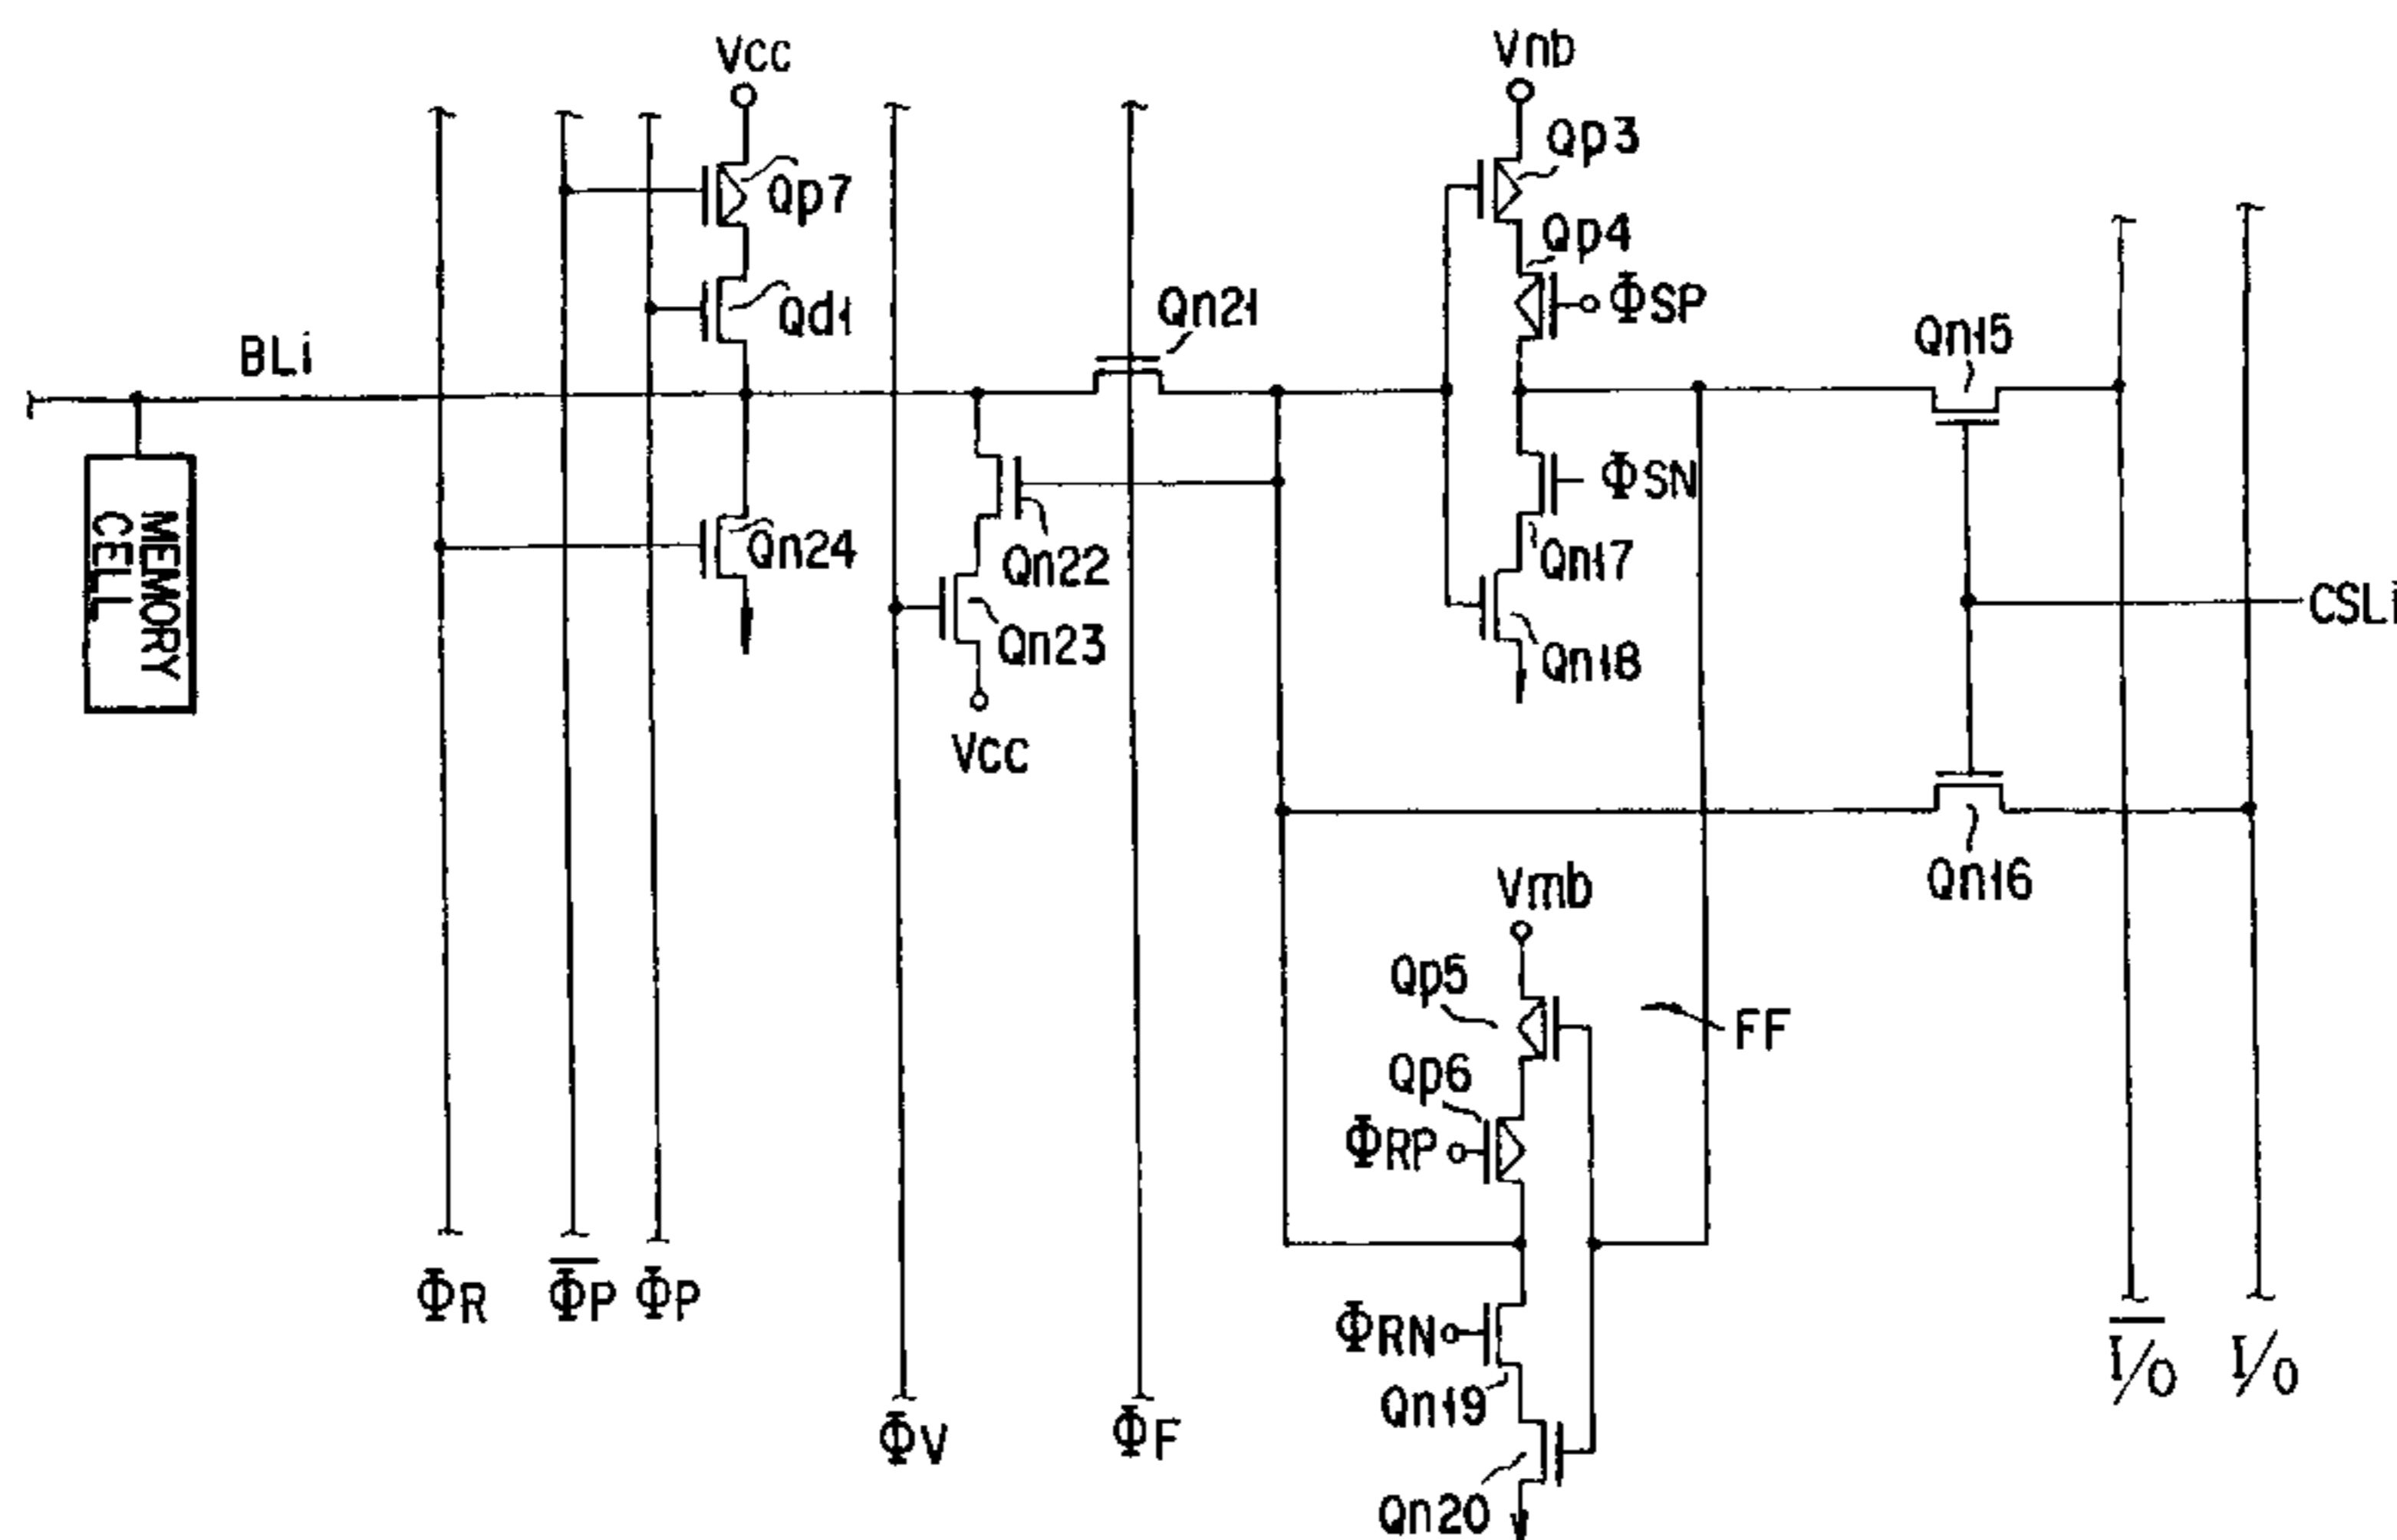 Vcc
Vnb
Qp3
Qp7
Qp4
ΦSP
Qd1
Qn21
Qn15
BLi
ΦSN
Qn24
Qn22
Qn17
MEMORY CELL
Qn23
Qn18
CSLi
Vcc
Vmb
Qn16
Qp5
FF
Qp6
ΦRP
ΦR
Φ̅P
ΦP
ΦRN
Qn19
I̅/̅O̅
I/O
ΦV
ΦF
Qn20